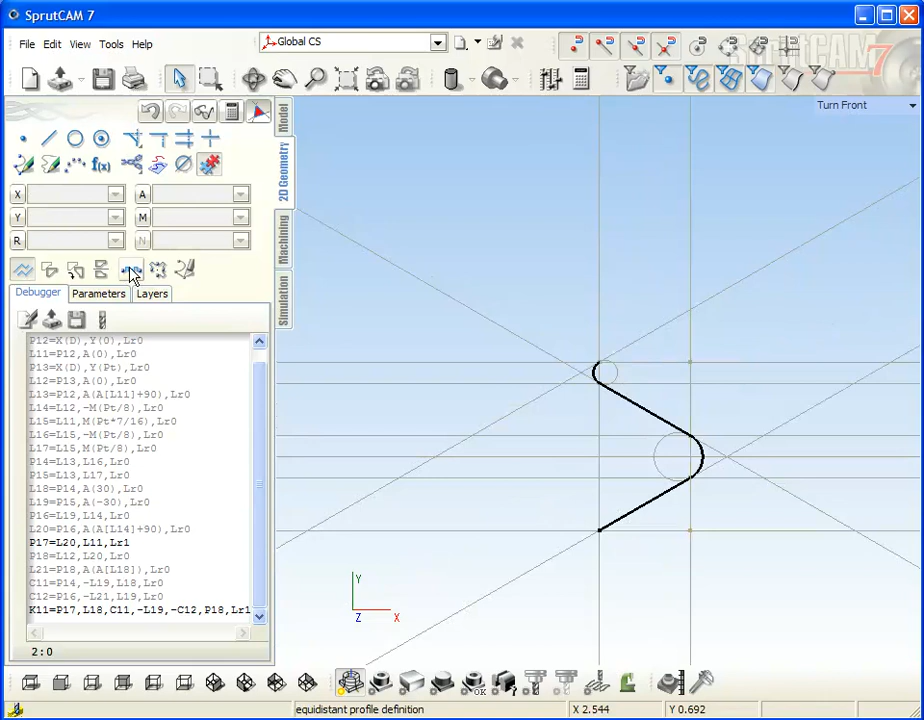 SprutCAM 7
File Edit View Tools Help
Global CS
Turn Front
Model
2D Geometry
Machining
Simulation
f(x)
X A
Y M
R N
Debugger Parameters Layers
P12=X(D),Y(0),Lr0
L11=P12,A(0),Lr0
P13=X(D),Y(Pt),Lr0
L12=P13,A(0),Lr0
L13=P12,A(A[L11]+90),Lr0
L14=L12,-M(Pt/8),Lr0
L15=L11,M(Pt*7/16),Lr0
L16=L15,-M(Pt/8),Lr0
L17=L15,M(Pt/8),Lr0
P14=L13,L16,Lr0
P15=L13,L17,Lr0
L18=P14,A(30),Lr0
L19=P15,A(-30),Lr0
P16=L19,L14,Lr0
L20=P16,A(A[L14]+90),Lr0
P17=L20,L11,Lr1
P18=L12,L20,Lr0
L21=P18,A(A[L18]),Lr0
C11=P14,-L19,L18,Lr0
C12=P16,-L21,L19,Lr0
K11=P17,L18,C11,-L19,-C12,P18,Lr1
2:0
Y
Z X
OK
equidistant profile definition X 2.544 Y 0.692